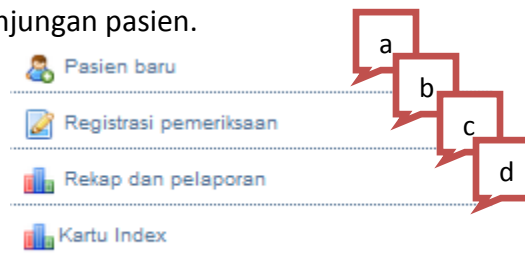 njungan pasien.
Pasien baru
a
Registrasi pemeriksaan
b
Rekap dan pelaporan
c
Kartu Index
d